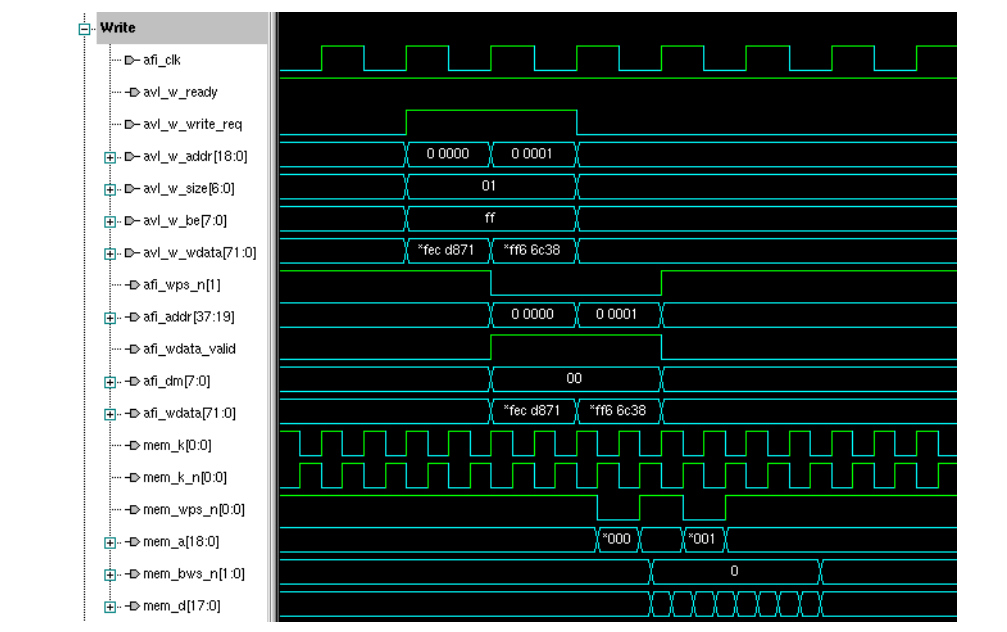 Write
afi_clk
avl_w_ready
avl_w_write_req
avl_w_addr[18:0] 0 0000 0 0001
avl_w_size[6:0] 01
avl_w_be[7:0] ff
avl_w_wdata[71:0] *fec d871 *ff6 6c38
afi_wps_n[1]
afi_addr[37:19] 0 0000 0 0001
afi_wdata_valid
afi_dm[7:0] 00
afi_wdata[71:0] *fec d871 *ff6 6c38
mem_k[0:0]
mem_k_n[0:0]
mem_wps_n[0:0]
mem_a[18:0] *000 *001
mem_bws_n[1:0] 0
mem_d[17:0]